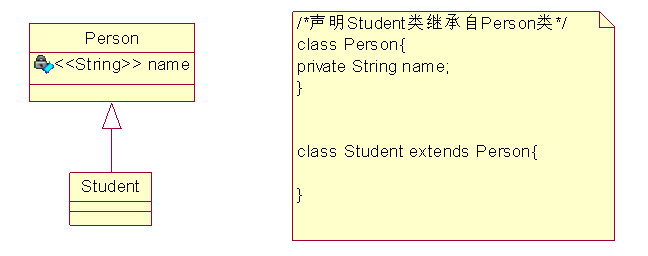 Person
<<String>> name
Student
/*声明Student类继承自Person类*/
class Person{
private String name;
}
class Student extends Person{
}